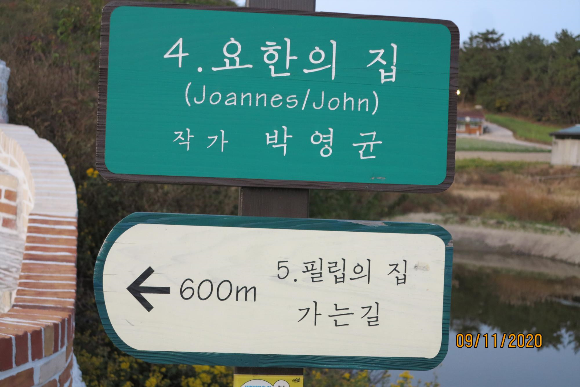 4. 요한의 집
(Joannes/John)
작가 박영균
5. 필립의 집
← 600m
가는길
09/11/2020